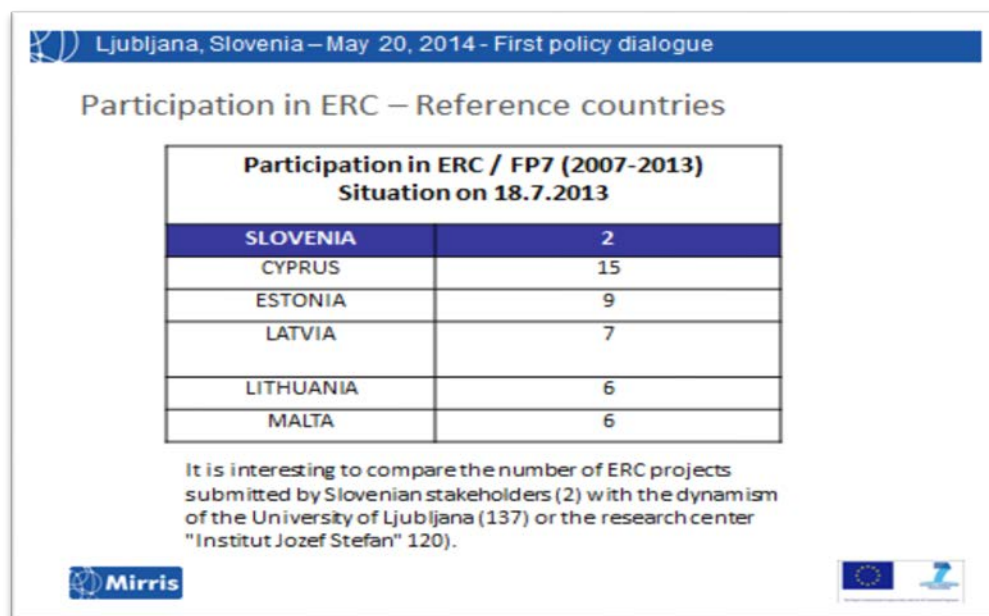 Ljubljana, Slovenia – May 20, 2014 - First policy dialogue
Participation in ERC – Reference countries
Participation in ERC / FP7 (2007-2013)
Situation on 18.7.2013
SLOVENIA 2
CYPRUS 15
ESTONIA 9
LATVIA 7
LITHUANIA 6
MALTA 6
It is interesting to compare the number of ERC projects
submitted by Slovenian stakeholders (2) with the dynamism
of the University of Ljubljana (137) or the research center
"Institut Jozef Stefan" 120).
Mirris